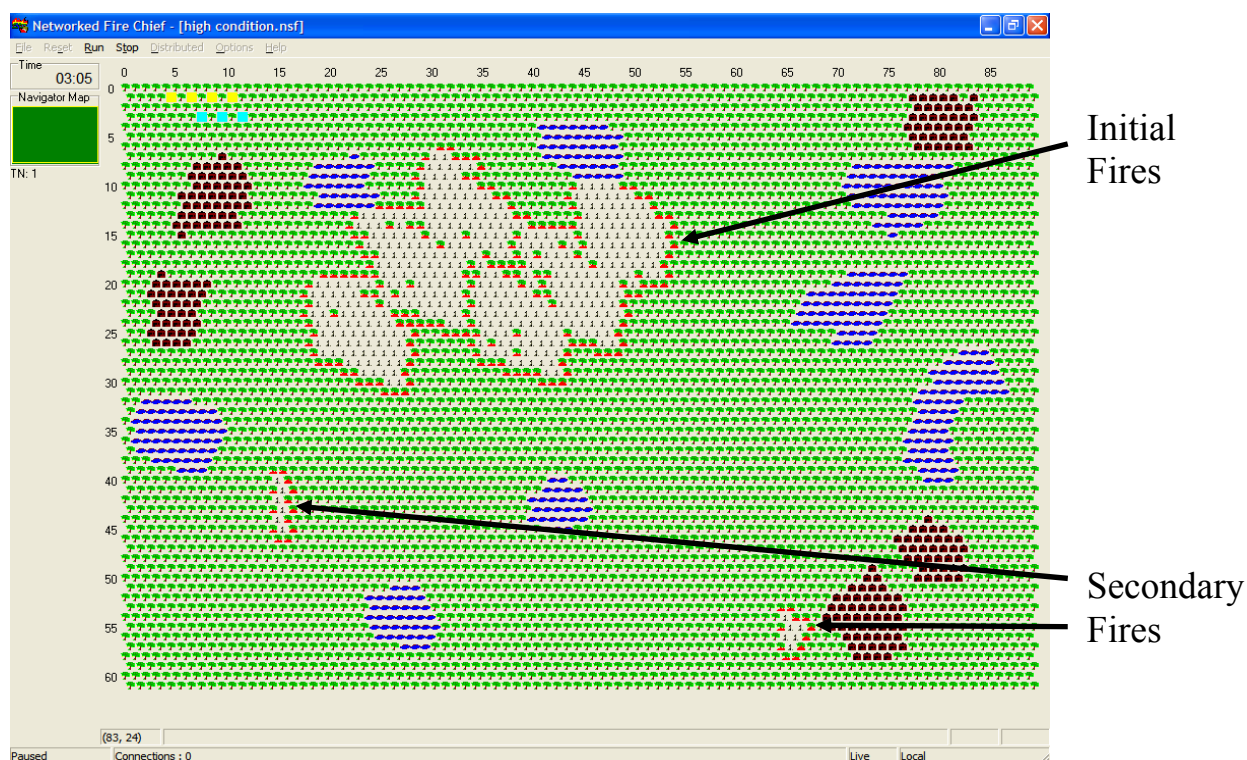 Networked Fire Chief - [high condition.nsf]
File Reset Run Stop Distributed Options Help
Time
03:05
Navigator Map
TN: 1
0 5 10 15 20 25 30 35 40 45 50 55 60 65 70 75 80 85
0
5
10
15
20
25
30
35
40
45
50
55
60
Initial
Fires
Secondary
Fires
(83, 24)
Paused Connections : 0 Live Local